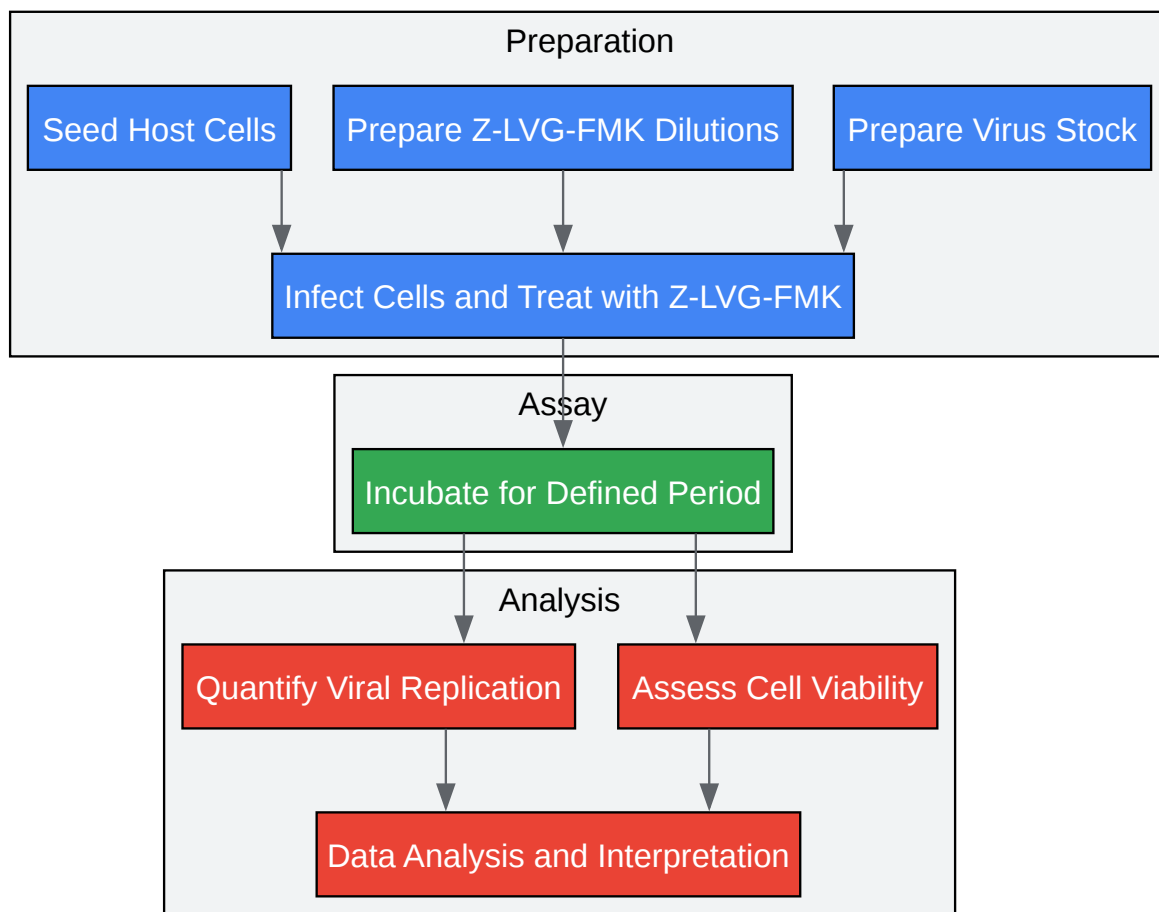 Preparation
Seed Host Cells
Prepare Z-LVG-FMK Dilutions
Prepare Virus Stock
Infect Cells and Treat with Z-LVG-FMK
Assay
Incubate for Defined Period
Analysis
Quantify Viral Replication
Assess Cell Viability
Data Analysis and Interpretation